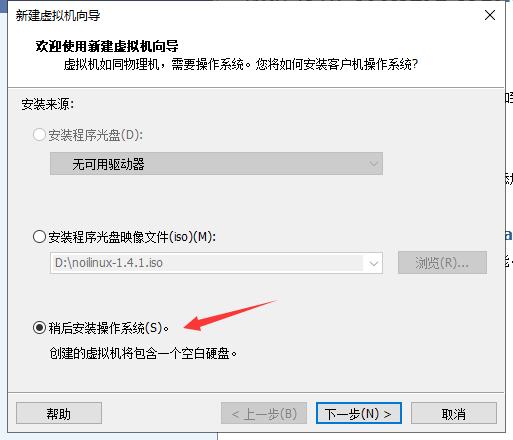 新建虚拟机向导
欢迎使用新建虚拟机向导
虚拟机如同物理机，需要操作系统。您将如何安装客户机操作系统?
安装来源:
安装程序光盘(D):
无可用驱动器
安装程序光盘映像文件(iso)(M):
D:\noilinux-1.4.1.iso
浏览(R)...
稍后安装操作系统(S)。
创建的虚拟机将包含一个空白硬盘。
帮助
< 上一步(B)
下一步(N) >
取消